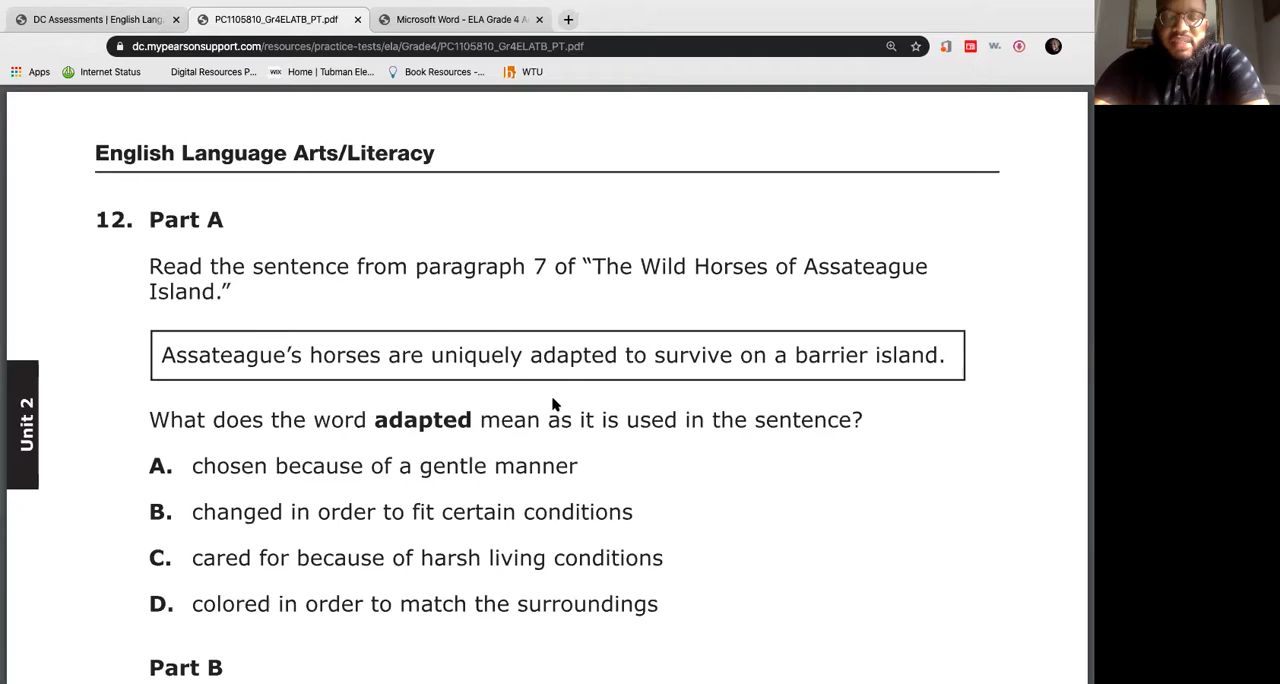 DC Assessments | English Lang
PC1105810_Gr4ELATB_PT.pdf
Microsoft Word - ELA Grade 4 A
dc.mypearsonsupport.com/resources/practice-tests/ela/Grade4/PC1105810_Gr4ELATB_PT.pdf
Apps
Internet Status
Digital Resources P...
WIX
Home | Tubman Ele...
Book Resources -...
WTU
English Language Arts/Literacy
12. Part A
Read the sentence from paragraph 7 of “The Wild Horses of Assateague
Island.”
Assateague’s horses are uniquely adapted to survive on a barrier island.
What does the word adapted mean as it is used in the sentence?
A. chosen because of a gentle manner
B. changed in order to fit certain conditions
C. cared for because of harsh living conditions
D. colored in order to match the surroundings
Part B
Unit 2